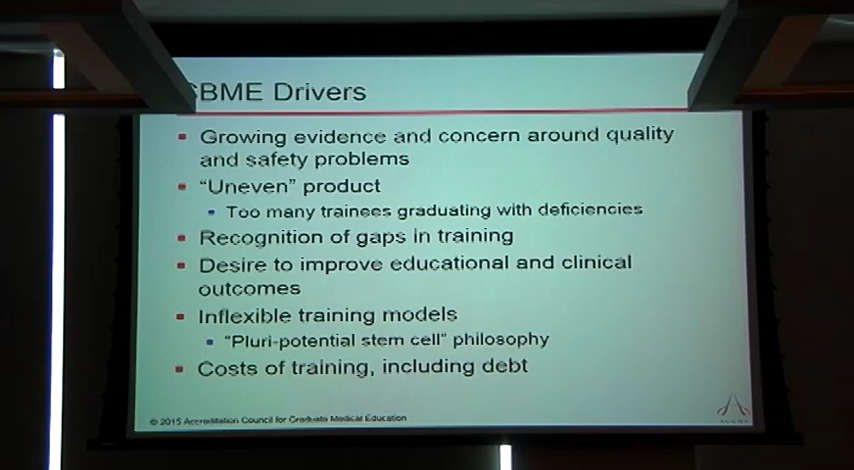 CBME Drivers
Growing evidence and concern around quality
and safety problems
“Uneven” product
Too many trainees graduating with deficiencies
Recognition of gaps in training
Desire to improve educational and clinical
outcomes
Inflexible training models
“Pluri-potential stem cell” philosophy
Costs of training, including debt
© 2015 Accreditation Council for Graduate Medical Education
ACGME